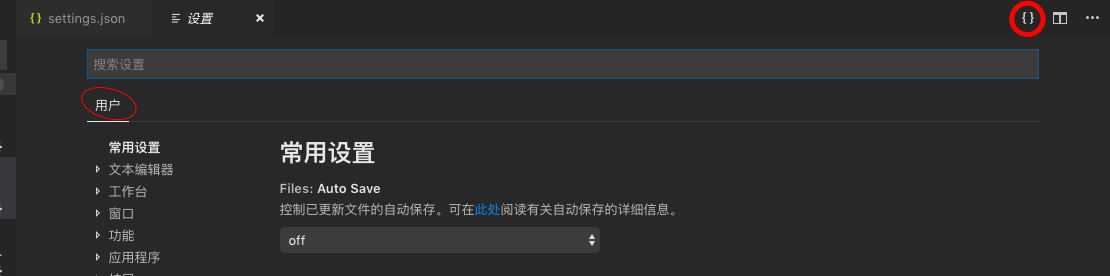 {} settings.json
设置
{}
搜索设置
用户
常用设置
文本编辑器
工作台
窗口
功能
应用程序
常用设置
Files: Auto Save
控制已更新文件的自动保存。可在此处阅读有关自动保存的详细信息。
off